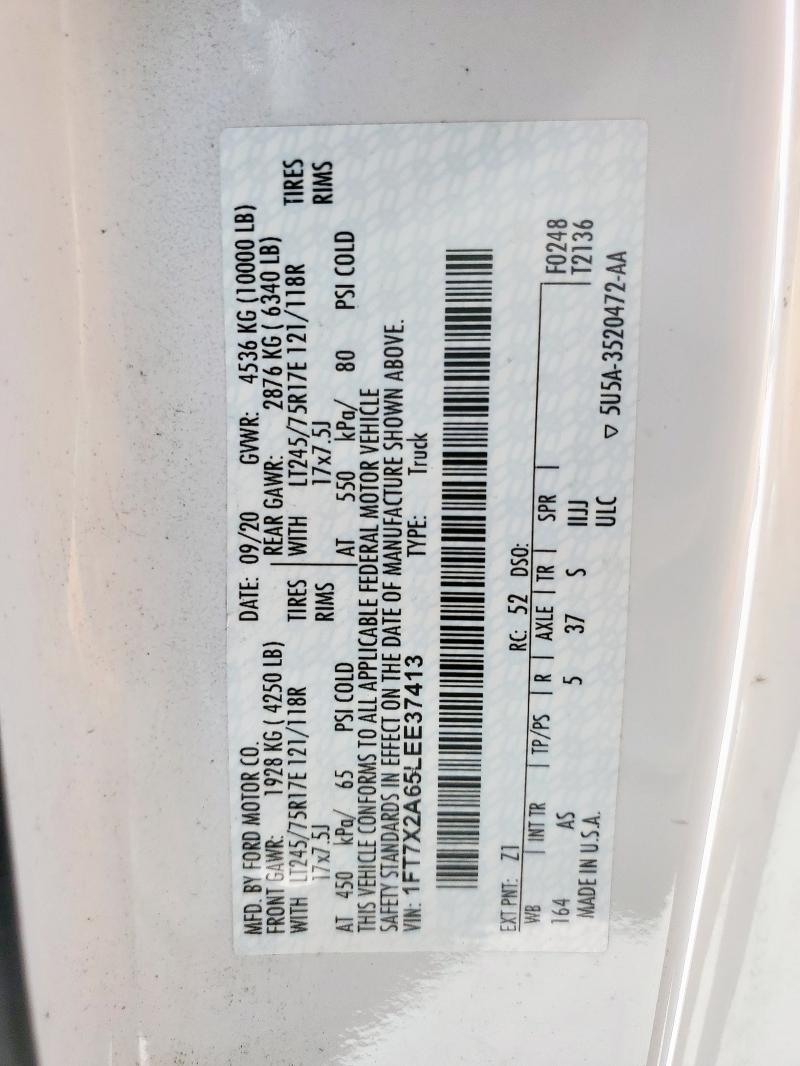 MFD. BY FORD MOTOR CO.
DATE: 09/20 GVWR: 4536 KG (10000 LB)
FRONT GAWR: 1928 KG ( 4250 LB) REAR GAWR: 2876 KG ( 6340 LB)
WITH LT245/75R17E 121/118R TIRES WITH LT245/75R17E 121/118R TIRES
17x7.5J RIMS 17x7.5J RIMS
AT 450 kPa/ 65 PSI COLD AT 550 kPa/ 80 PSI COLD
THIS VEHICLE CONFORMS TO ALL APPLICABLE FEDERAL MOTOR VEHICLE
SAFETY STANDARDS IN EFFECT ON THE DATE OF MANUFACTURE SHOWN ABOVE.
VIN: 1FT7X2A65LEE37413 TYPE: Truck
EXT PNT: Z1 RC: 52 DSO:
WB INT TR TP/PS R AXLE TR SPR F0248
T2136
164 AS 5 37 S IIJJ
MADE IN U.S.A. ULC ▽ 5U5A-3520472-AA